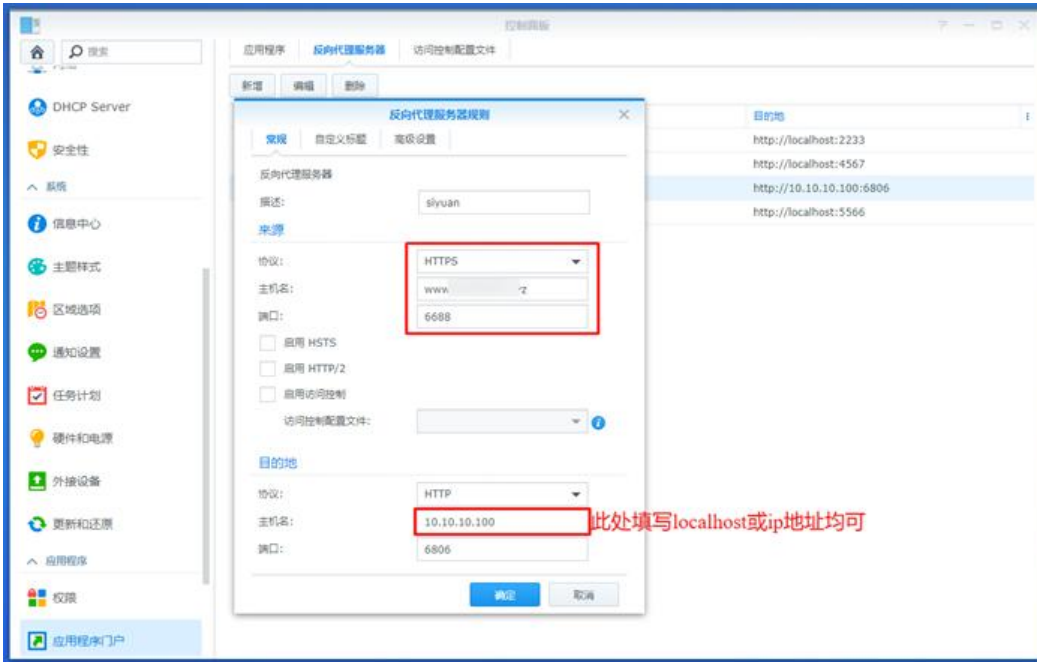 控制面板
搜索
应用程序 反向代理服务器 访问控制配置文件
新增 编辑 删除
DHCP Server
安全性
系统
信息中心
主题样式
区域选项
通知设置
任务计划
硬件和电源
外接设备
更新和还原
应用程序
权限
应用程序门户
目的地
http://localhost:2233
http://localhost:4567
http://10.10.10.100:6806
http://localhost:5566
反向代理服务器规则
常规 自定义标题 高级设置
反向代理服务器
描述: siyuan
来源
协议: HTTPS
主机名: www z
端口: 6688
启用 HSTS
启用 HTTP/2
启用访问控制
访问控制配置文件:
目的地
协议: HTTP
主机名: 10.10.10.100
此处填写localhost或ip地址均可
端口: 6806
确定 取消